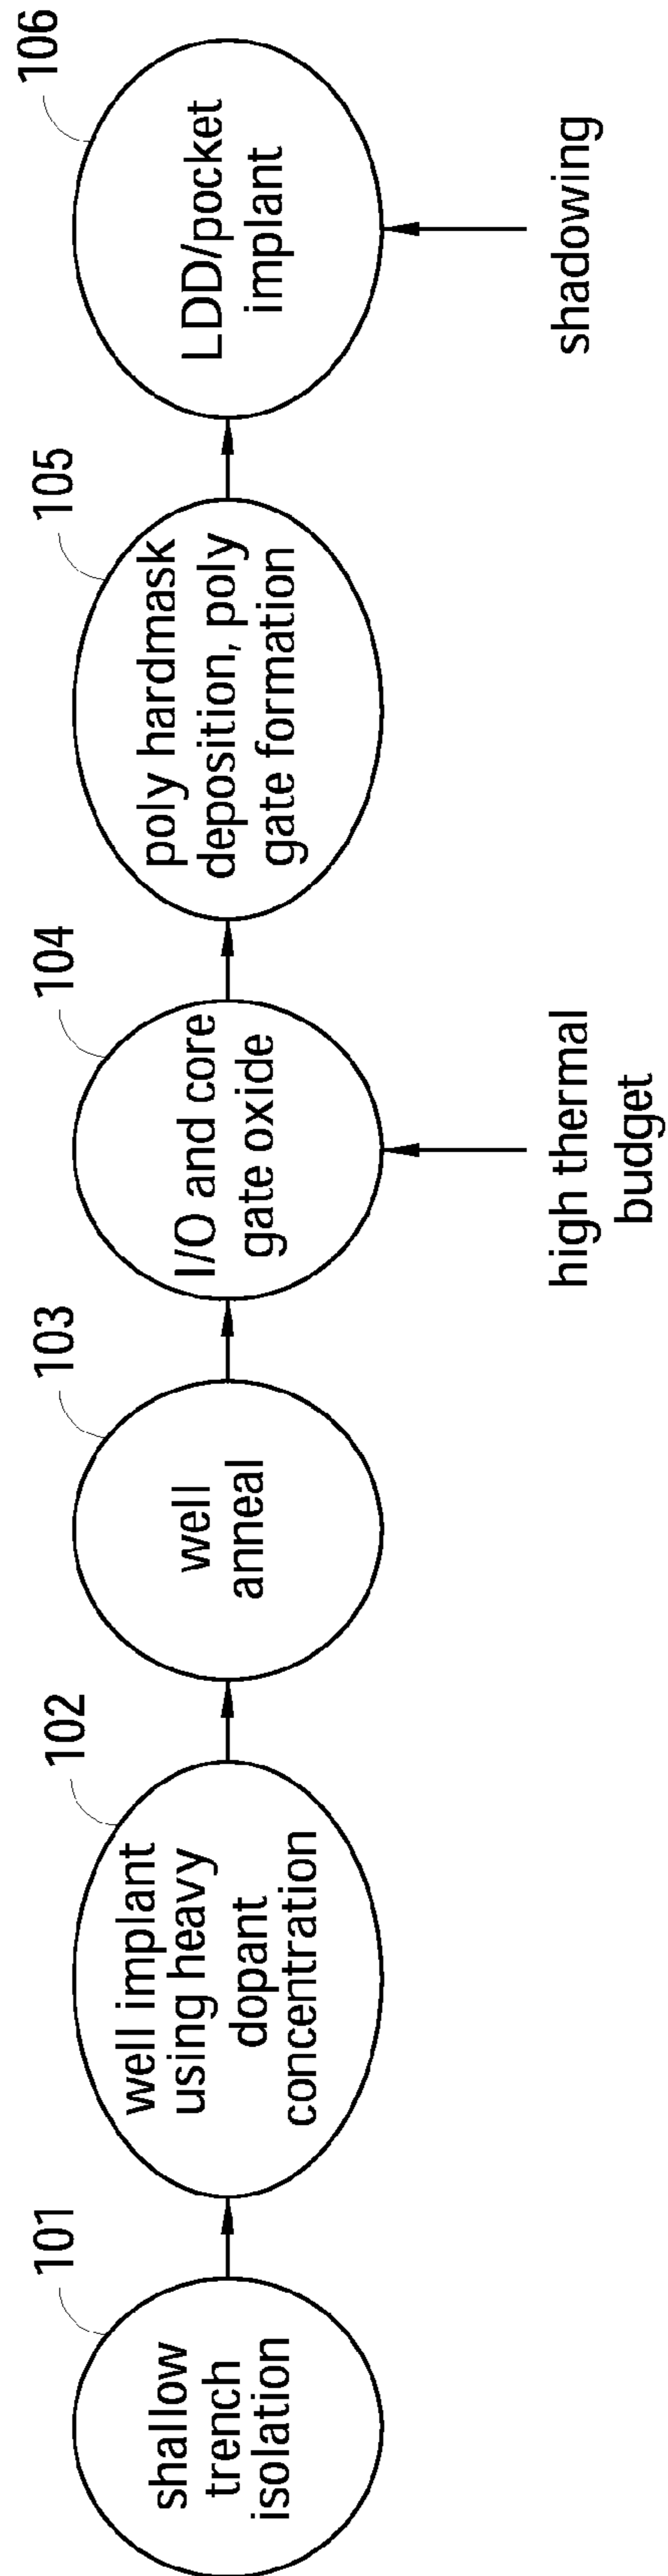 101
shallow
trench
isolation
102
well implant
using heavy
dopant
concentration
103
well
anneal
104
I/O and core
gate oxide
high thermal
budget
105
poly hardmask
deposition, poly
gate formation
106
LDD/pocket
implant
shadowing